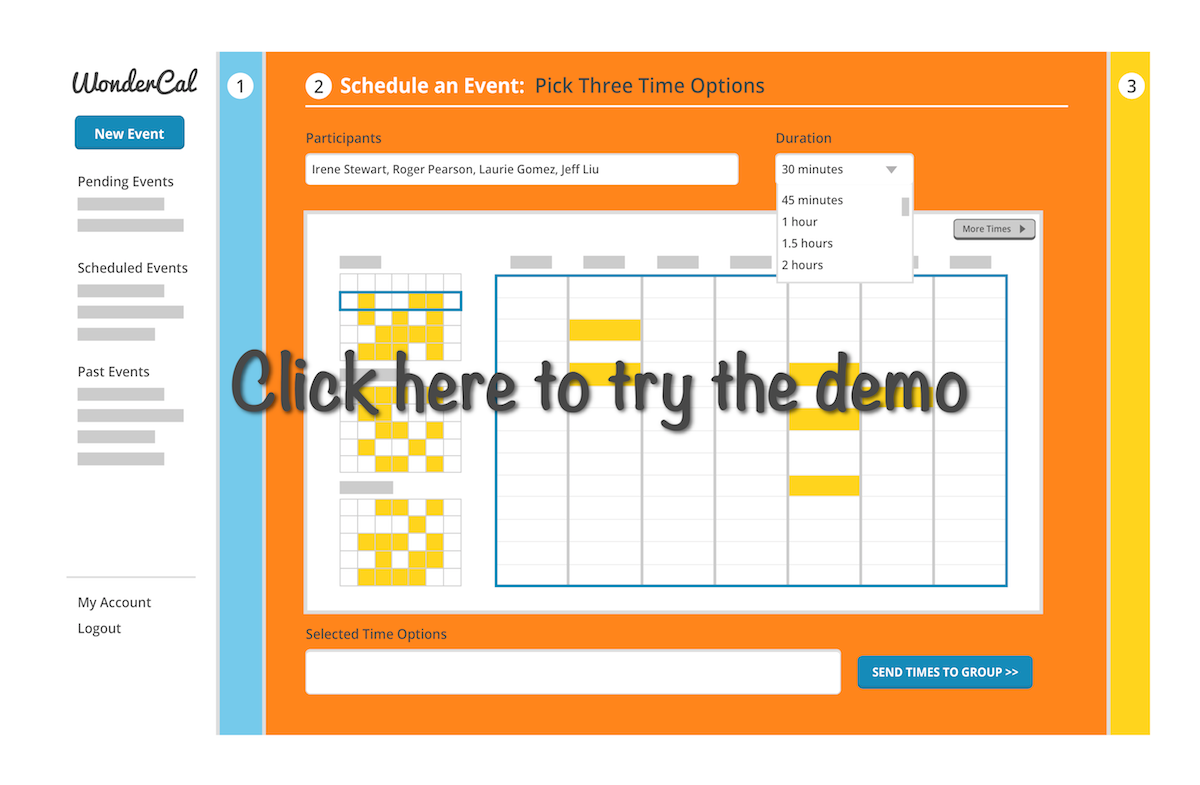 WonderCal
New Event
Pending Events
Scheduled Events
Past Events
My Account
Logout
1
2 Schedule an Event: Pick Three Time Options
3
Participants
Irene Stewart, Roger Pearson, Laurie Gomez, Jeff Liu
Duration
30 minutes
45 minutes
1 hour
1.5 hours
2 hours
More Times
Click here to try the demo
Selected Time Options
SEND TIMES TO GROUP >>